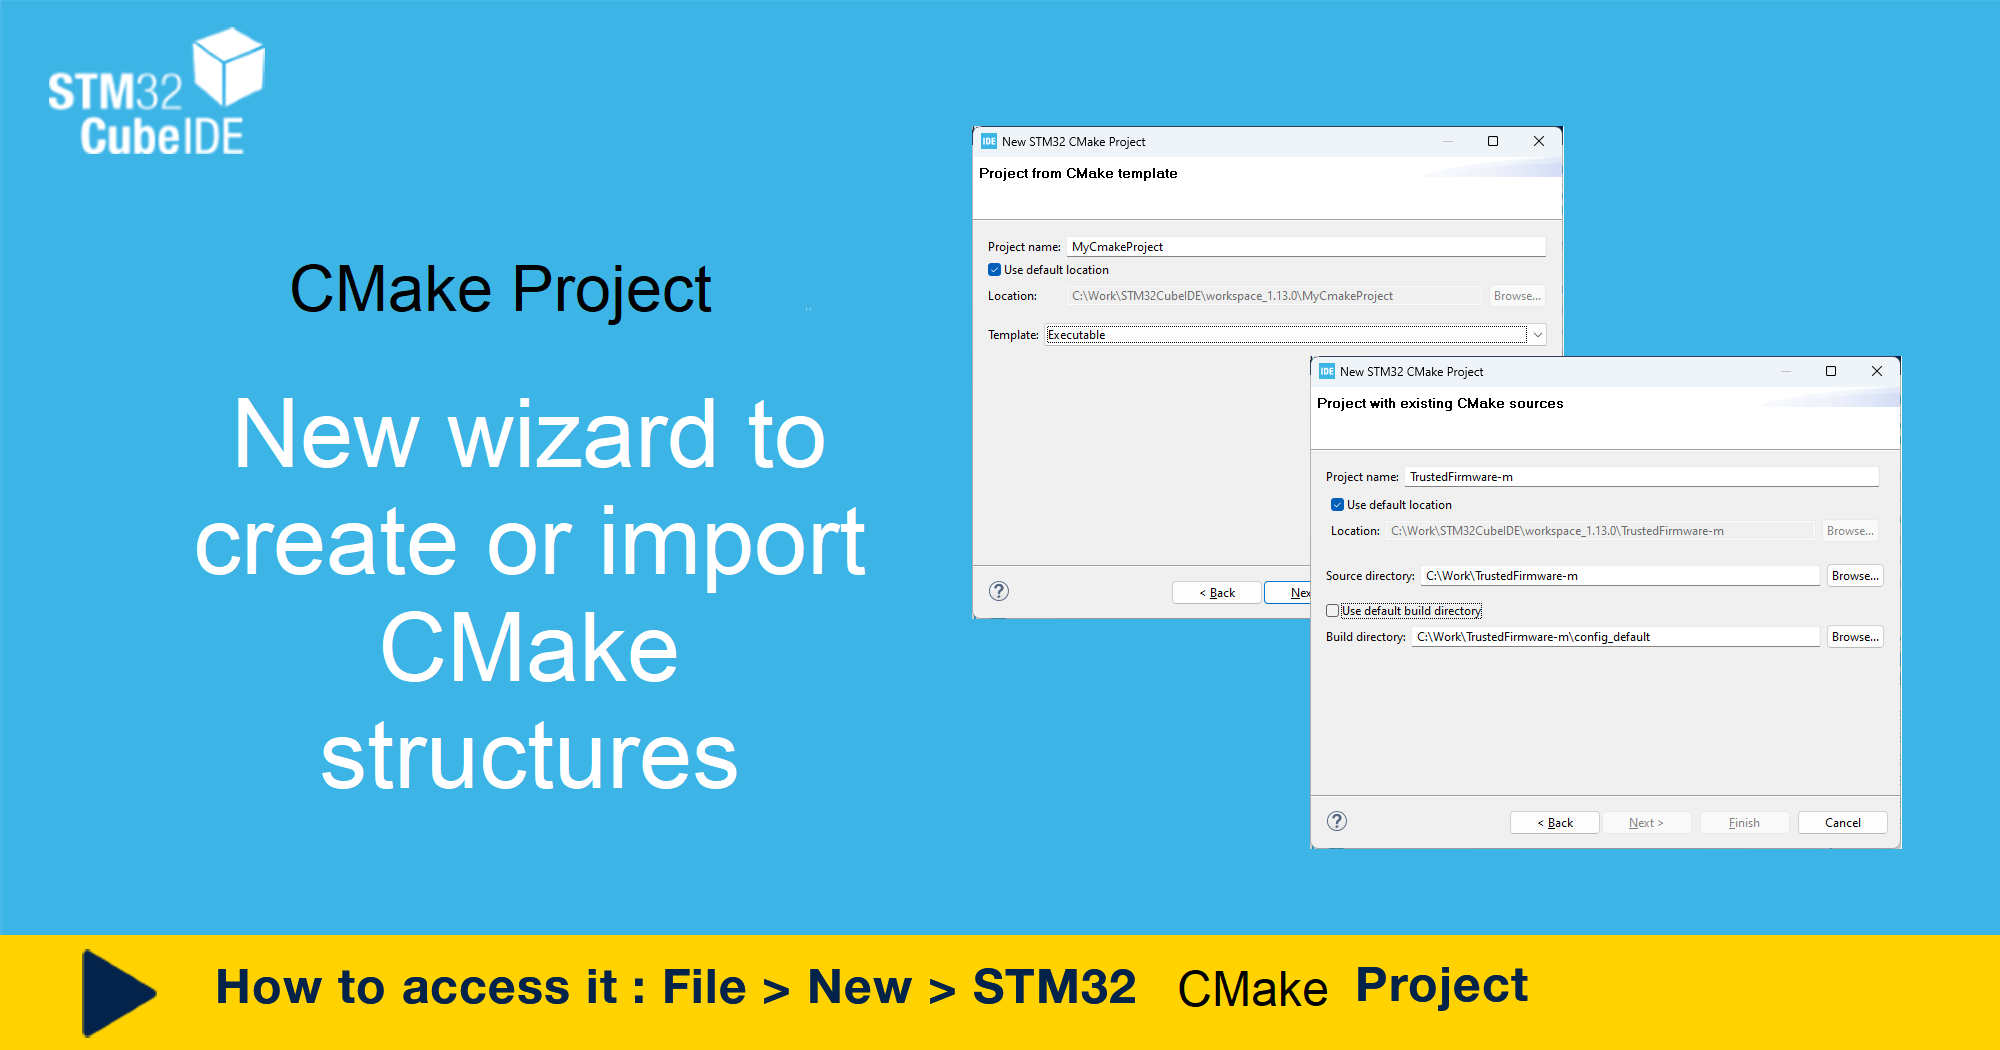 STM32
CubeIDE
CMake Project
New wizard to
create or import
CMake
structures
IDE New STM32 CMake Project
Project from CMake template
Project name: MyCmakeProject
Use default location
Location: C:\Work\STM32CubeIDE\workspace_1.13.0\MyCmakeProject Browse...
Template: Executable
? < Back Nex
IDE New STM32 CMake Project
Project with existing CMake sources
Project name: TrustedFirmware-m
Use default location
Location: C:\Work\STM32CubeIDE\workspace_1.13.0\TrustedFirmware-m Browse...
Source directory: C:\Work\TrustedFirmware-m Browse...
Use default build directory
Build directory: C:\Work\TrustedFirmware-m\config_default Browse...
? < Back Next > Finish Cancel
How to access it : File > New > STM32 CMake Project